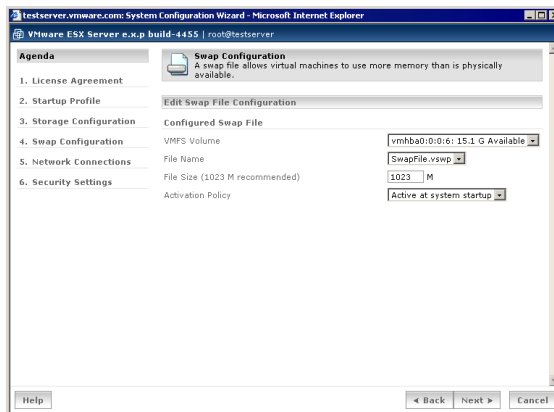 testserver.vmware.com: System Configuration Wizard - Microsoft Internet Explorer
VMware ESX Server e.x.p build-4455 | root@testserver
Agenda
1. License Agreement
2. Startup Profile
3. Storage Configuration
4. Swap Configuration
5. Network Connections
6. Security Settings
Swap Configuration
A swap file allows virtual machines to use more memory than is physically
available.
Edit Swap File Configuration
Configured Swap File
VMFS Volume
vmhba0:0:0:6: 15.1 G Available
File Name
SwapFile.vswp
File Size (1023 M recommended)
1023 M
Activation Policy
Active at system startup
Help
Back
Next
Cancel